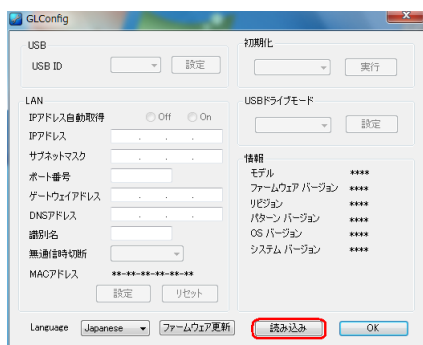 GLConfig
USB
USB ID
設定
LAN
IPアドレス自動取得 Off On
IPアドレス . . .
サブネットマスク . . .
ポート番号
ゲートウェイアドレス . . .
DNSアドレス . . .
識別名
無通信時切断
MACアドレス **-**-**-**-**-**
設定 リセット
初期化
実行
USBドライブモード
設定
情報
モデル ****
ファームウェア バージョン ****
リビジョン ****
パターン バージョン ****
OS バージョン ****
システム バージョン ****
Language Japanese ファームウェア更新 読み込み OK